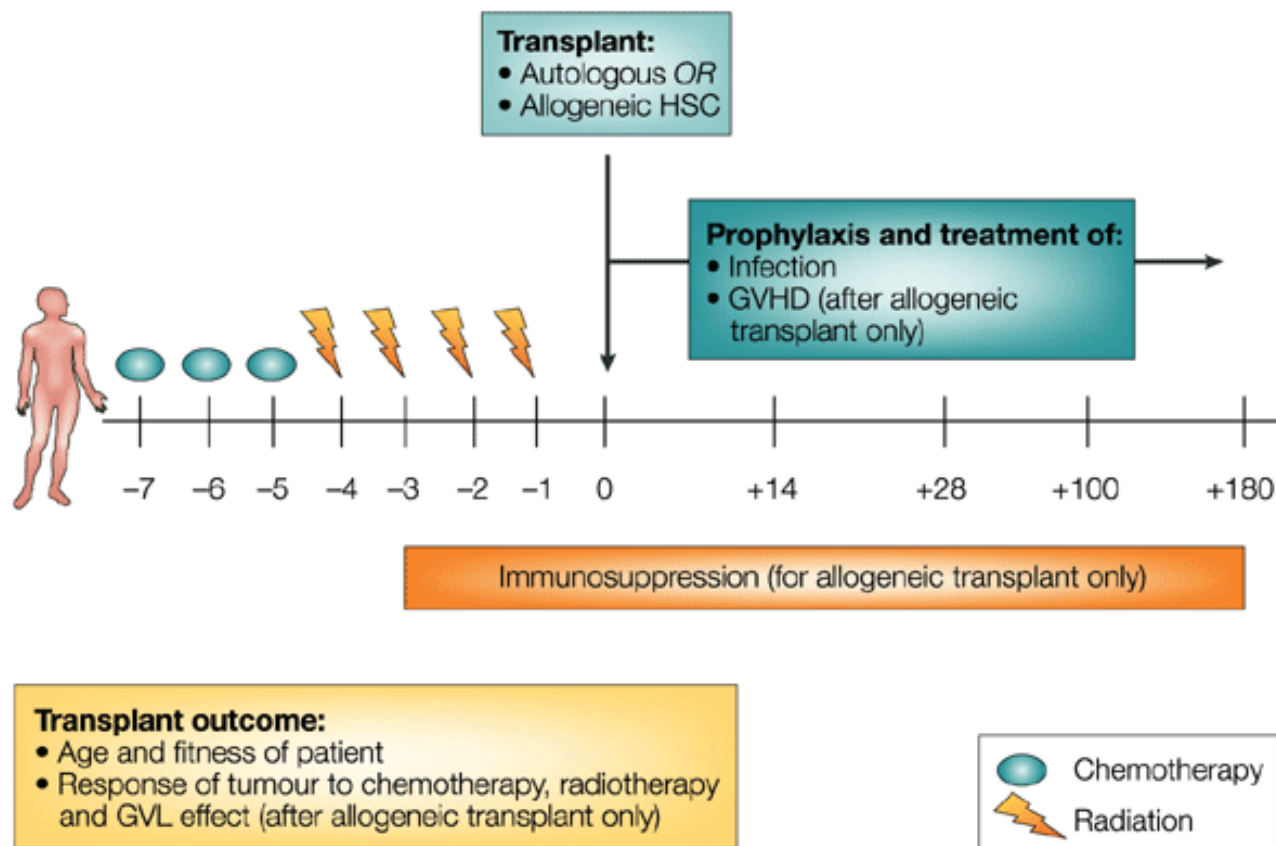 Transplant:
• Autologous OR
• Allogeneic HSC
Prophylaxis and treatment of:
• Infection
• GVHD (after allogeneic
transplant only)
–7 –6 –5 –4 –3 –2 –1 0 +14 +28 +100 +180
Immunosuppression (for allogeneic transplant only)
Transplant outcome:
• Age and fitness of patient
• Response of tumour to chemotherapy, radiotherapy
and GVL effect (after allogeneic transplant only)
Chemotherapy
Radiation